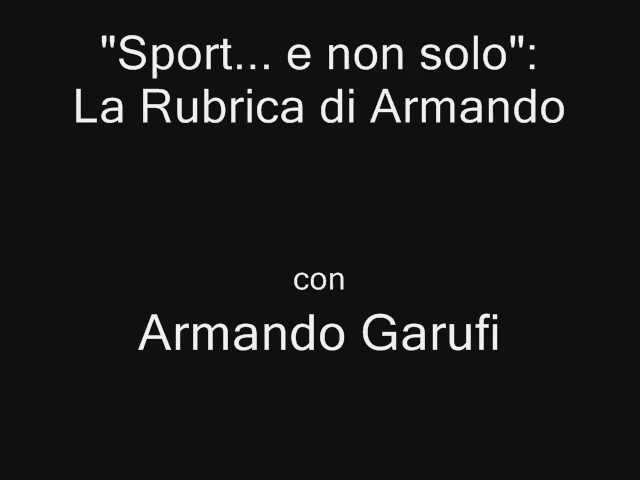 "Sport... e non solo":
La Rubrica di Armando
con
Armando Garufi